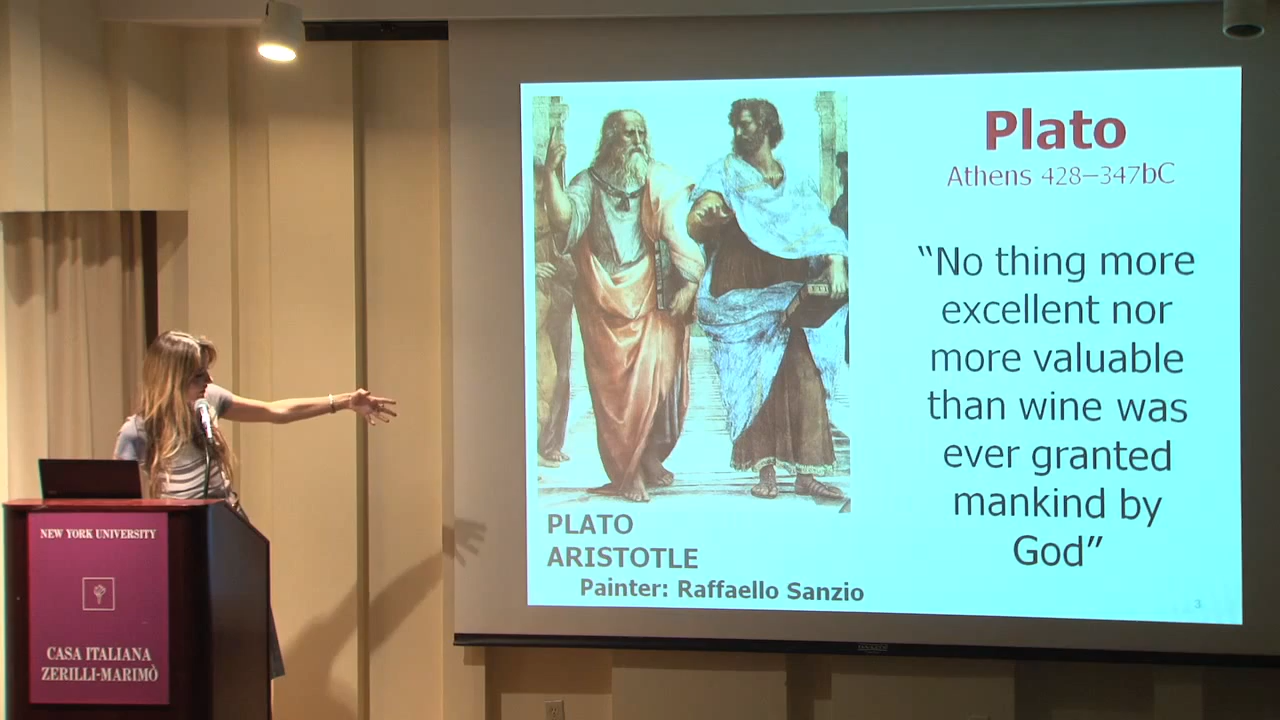 Plato
Athens 428–347bC
“No thing more
excellent nor
more valuable
than wine was
ever granted
mankind by
God”
PLATO
ARISTOTLE
Painter: Raffaello Sanzio
3
NEW YORK UNIVERSITY
CASA ITALIANA
ZERILLI-MARIMÒ